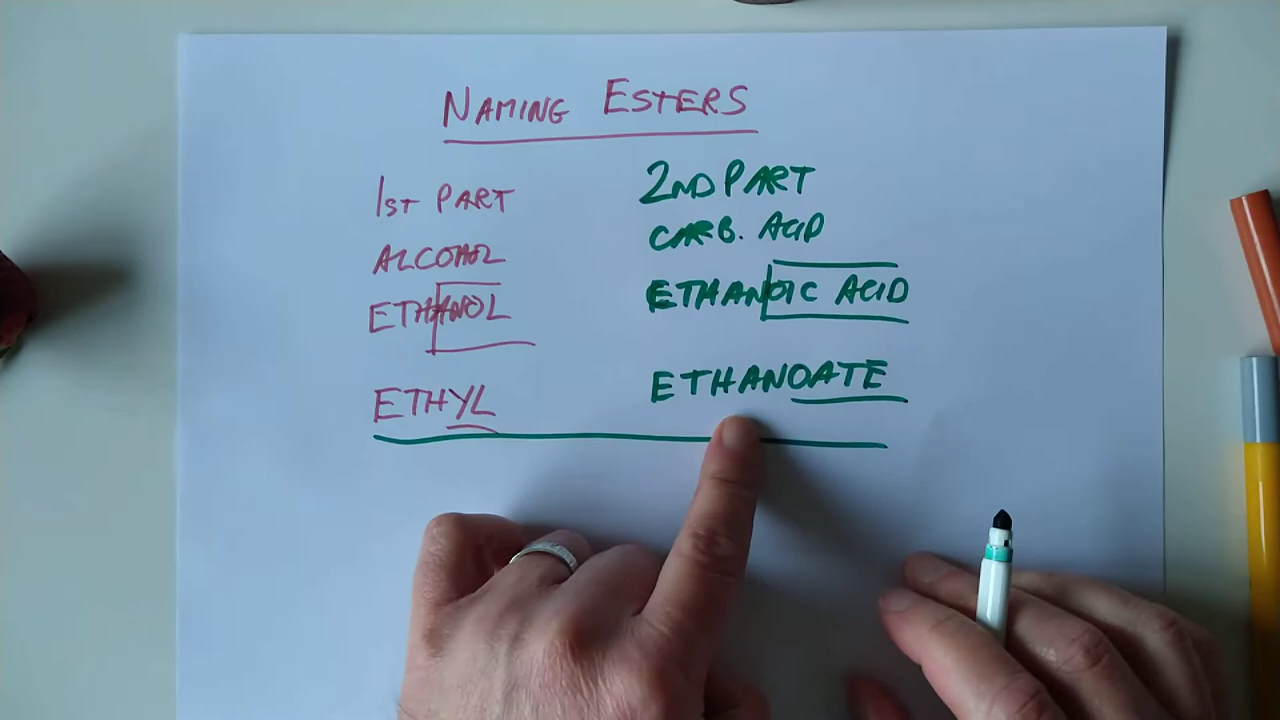 NAMING ESTERS
1ST PART
ALCOHOL
ETHANOL
ETHYL
2ND PART
CARB. ACID
ETHANOIC ACID
ETHANOATE